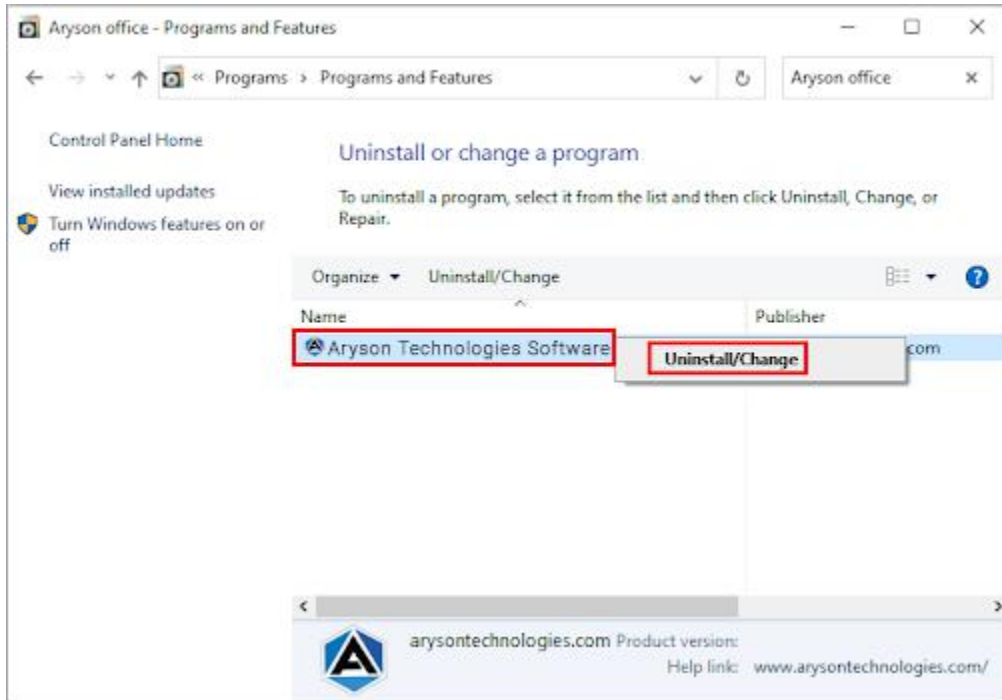 Aryson office - Programs and Features
« Programs › Programs and Features
Aryson office
Control Panel Home
View installed updates
Turn Windows features on or
off
Uninstall or change a program
To uninstall a program, select it from the list and then click Uninstall, Change, or
Repair.
Organize Uninstall/Change
Name Publisher
Aryson Technologies Software com
Uninstall/Change
arysontechnologies.com Product version:
Help link: www.arysontechnologies.com/